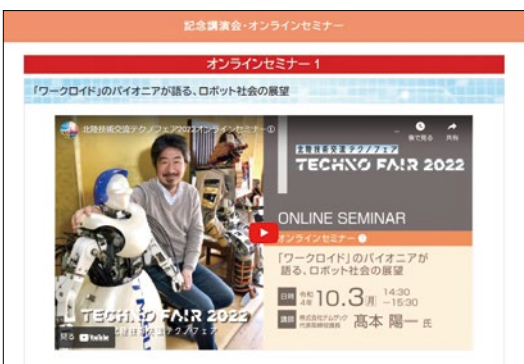 記念講演会・オンラインセミナー
オンラインセミナー 1
「ワークロイド」のパイオニアが語る、ロボット社会の展望
北陸技術交流テクノフェア2022オンラインセミナー①
後で見る
共有
北陸技術交流テクノフェア
TECHNO FAIR 2022
ONLINE SEMINAR
オンラインセミナー ❶
「ワークロイド」のパイオニアが
語る、ロボット社会の展望
日時 令和4年 10.3 月 14:30－15:30
講師 株式会社テムザック 代表取締役議長 髙本 陽一 氏
TECHNO FAIR 2022
北陸技術交流テクノフェア
見る YouTube